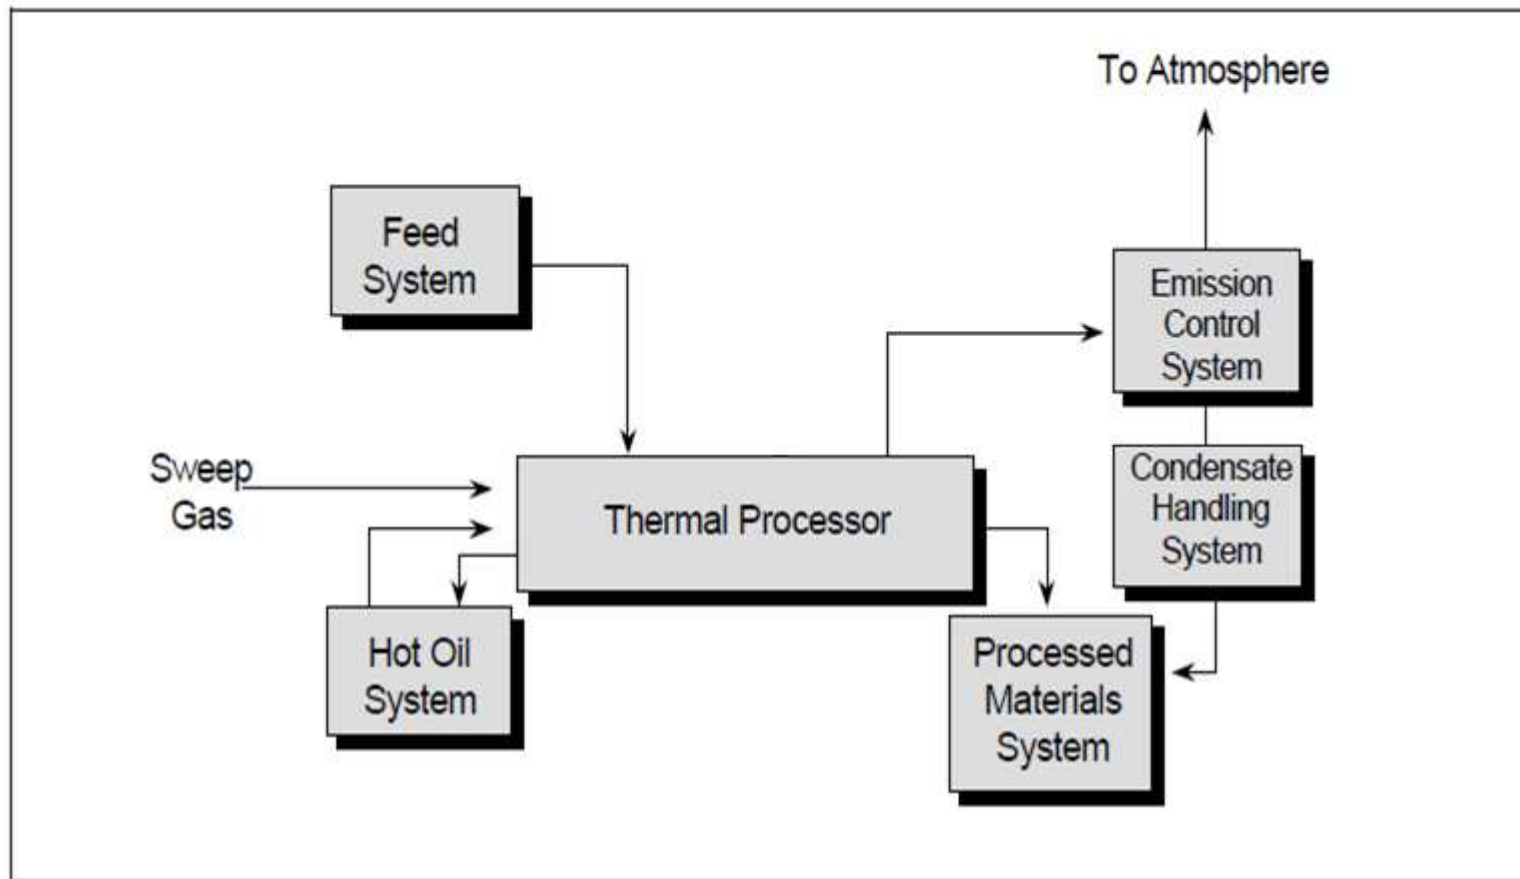 To Atmosphere
Feed
System
Emission
Control
System
Sweep
Gas
Thermal Processor
Condensate
Handling
System
Hot Oil
System
Processed
Materials
System